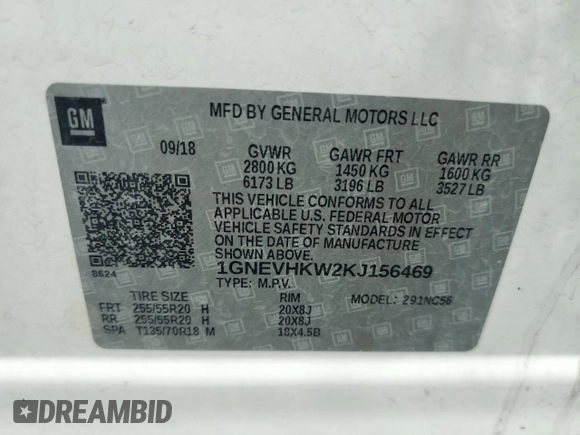 GM
MFD BY GENERAL MOTORS LLC
09/18
GVWR GAWR FRT GAWR RR
2800 KG 1450 KG 1600 KG
6173 LB 3196 LB 3527 LB
THIS VEHICLE CONFORMS TO ALL
APPLICABLE U.S. FEDERAL MOTOR
VEHICLE SAFETY STANDARDS IN EFFECT
ON THE DATE OF MANUFACTURE
SHOWN ABOVE.
8624
1GNEVHKW2KJ156469
TYPE: M.P.V.
TIRE SIZE RIM MODEL: 291NC56
FRT 255/55R20 H 20X8J
RR 255/55R20 H 20X8J
SPA T135/70R18 M 18X4.5B
DREAMBID